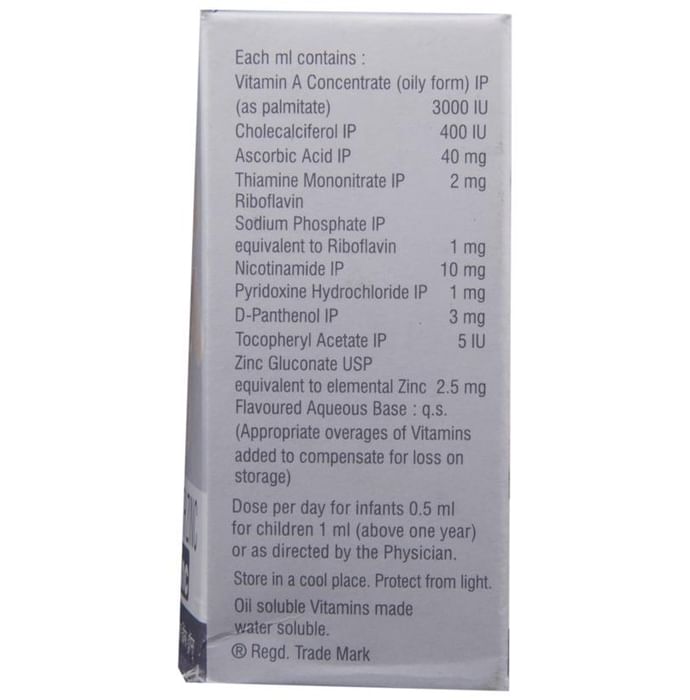 Each ml contains :
Vitamin A Concentrate (oily form) IP
(as palmitate) 3000 IU
Cholecalciferol IP 400 IU
Ascorbic Acid IP 40 mg
Thiamine Mononitrate IP 2 mg
Riboflavin
Sodium Phosphate IP
equivalent to Riboflavin 1 mg
Nicotinamide IP 10 mg
Pyridoxine Hydrochloride IP 1 mg
D-Panthenol IP 3 mg
Tocopheryl Acetate IP 5 IU
Zinc Gluconate USP
equivalent to elemental Zinc 2.5 mg
Flavoured Aqueous Base : q.s.
(Appropriate overages of Vitamins
added to compensate for loss on
storage)
Dose per day for infants 0.5 ml
for children 1 ml (above one year)
or as directed by the Physician.
Store in a cool place. Protect from light.
Oil soluble Vitamins made
water soluble.
® Regd. Trade Mark